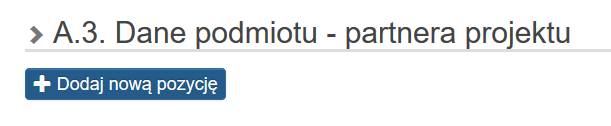 A.3. Dane podmiotu - partnera projektu
Dodaj nową pozycję